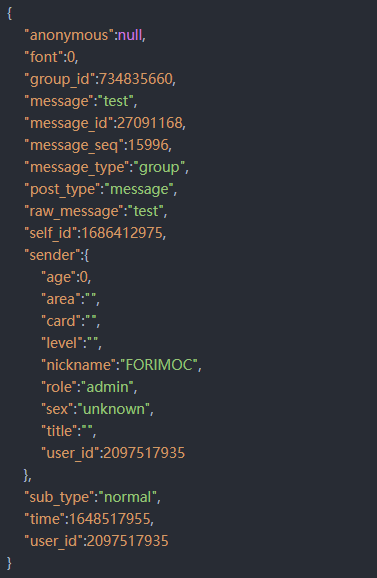 {
"anonymous":null,
"font":0,
"group_id":734835660,
"message":"test",
"message_id":27091168,
"message_seq":15996,
"message_type":"group",
"post_type":"message",
"raw_message":"test",
"self_id":1686412975,
"sender":{
"age":0,
"area":"",
"card":"",
"level":"",
"nickname":"FORIMOC",
"role":"admin",
"sex":"unknown",
"title":"",
"user_id":2097517935
},
"sub_type":"normal",
"time":1648517955,
"user_id":2097517935
}